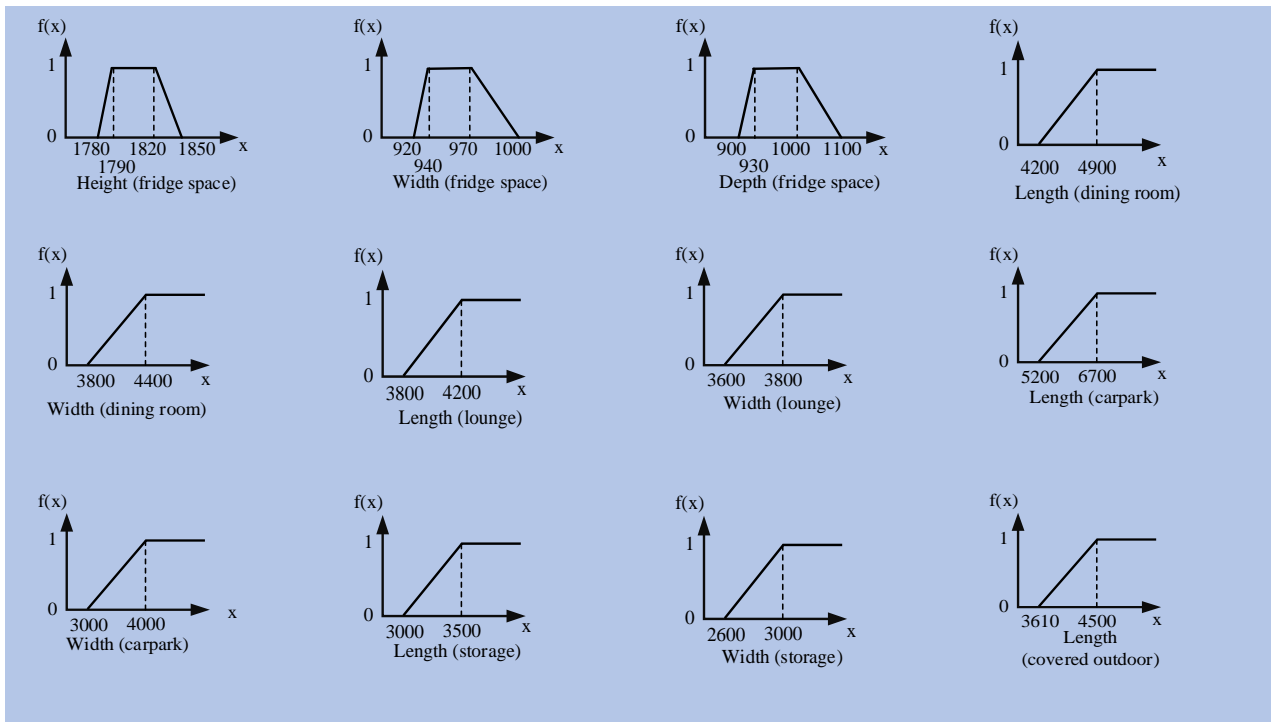 f(x)
1
0
1780 1820 1850 x
1790
Height (fridge space)
f(x)
1
0
920 970 1000 x
940
Width (fridge space)
f(x)
1
0
900 1000 1100 x
930
Depth (fridge space)
f(x)
1
0
4200 4900 x
Length (dining room)
f(x)
1
0
3800 4400 x
Width (dining room)
f(x)
1
0
3800 4200 x
Length (lounge)
f(x)
1
0
3600 3800 x
Width (lounge)
f(x)
1
0
5200 6700 x
Length (carpark)
f(x)
1
0
3000 4000 x
Width (carpark)
f(x)
1
0
3000 3500 x
Length (storage)
f(x)
1
0
2600 3000 x
Width (storage)
f(x)
1
0
3610 4500 x
Length
(covered outdoor)